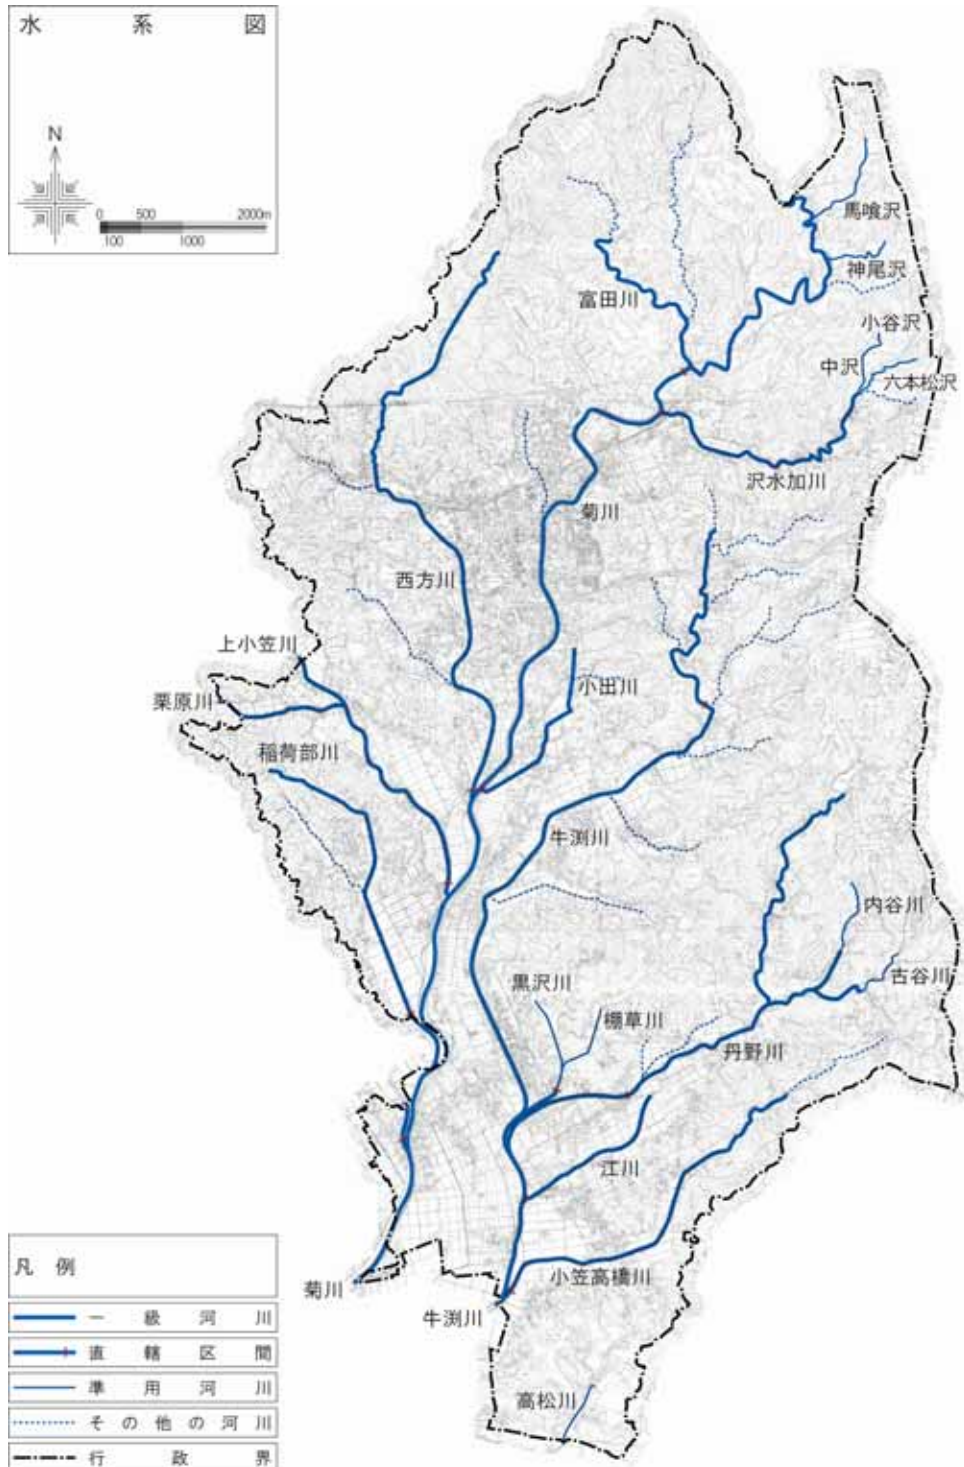 水系図
N
0 500 2000m
100 1000
馬喰沢
神尾沢
富田川
小谷沢
中沢
六本松沢
沢水加川
菊川
西方川
上小笠川
小出川
栗原川
稲荷部川
牛渕川
内谷川
古谷川
黒沢川
棚草川
丹野川
江川
小笠高橋川
菊川
牛渕川
高松川
凡例
一級河川
直轄区間
準用河川
その他の河川
行政界